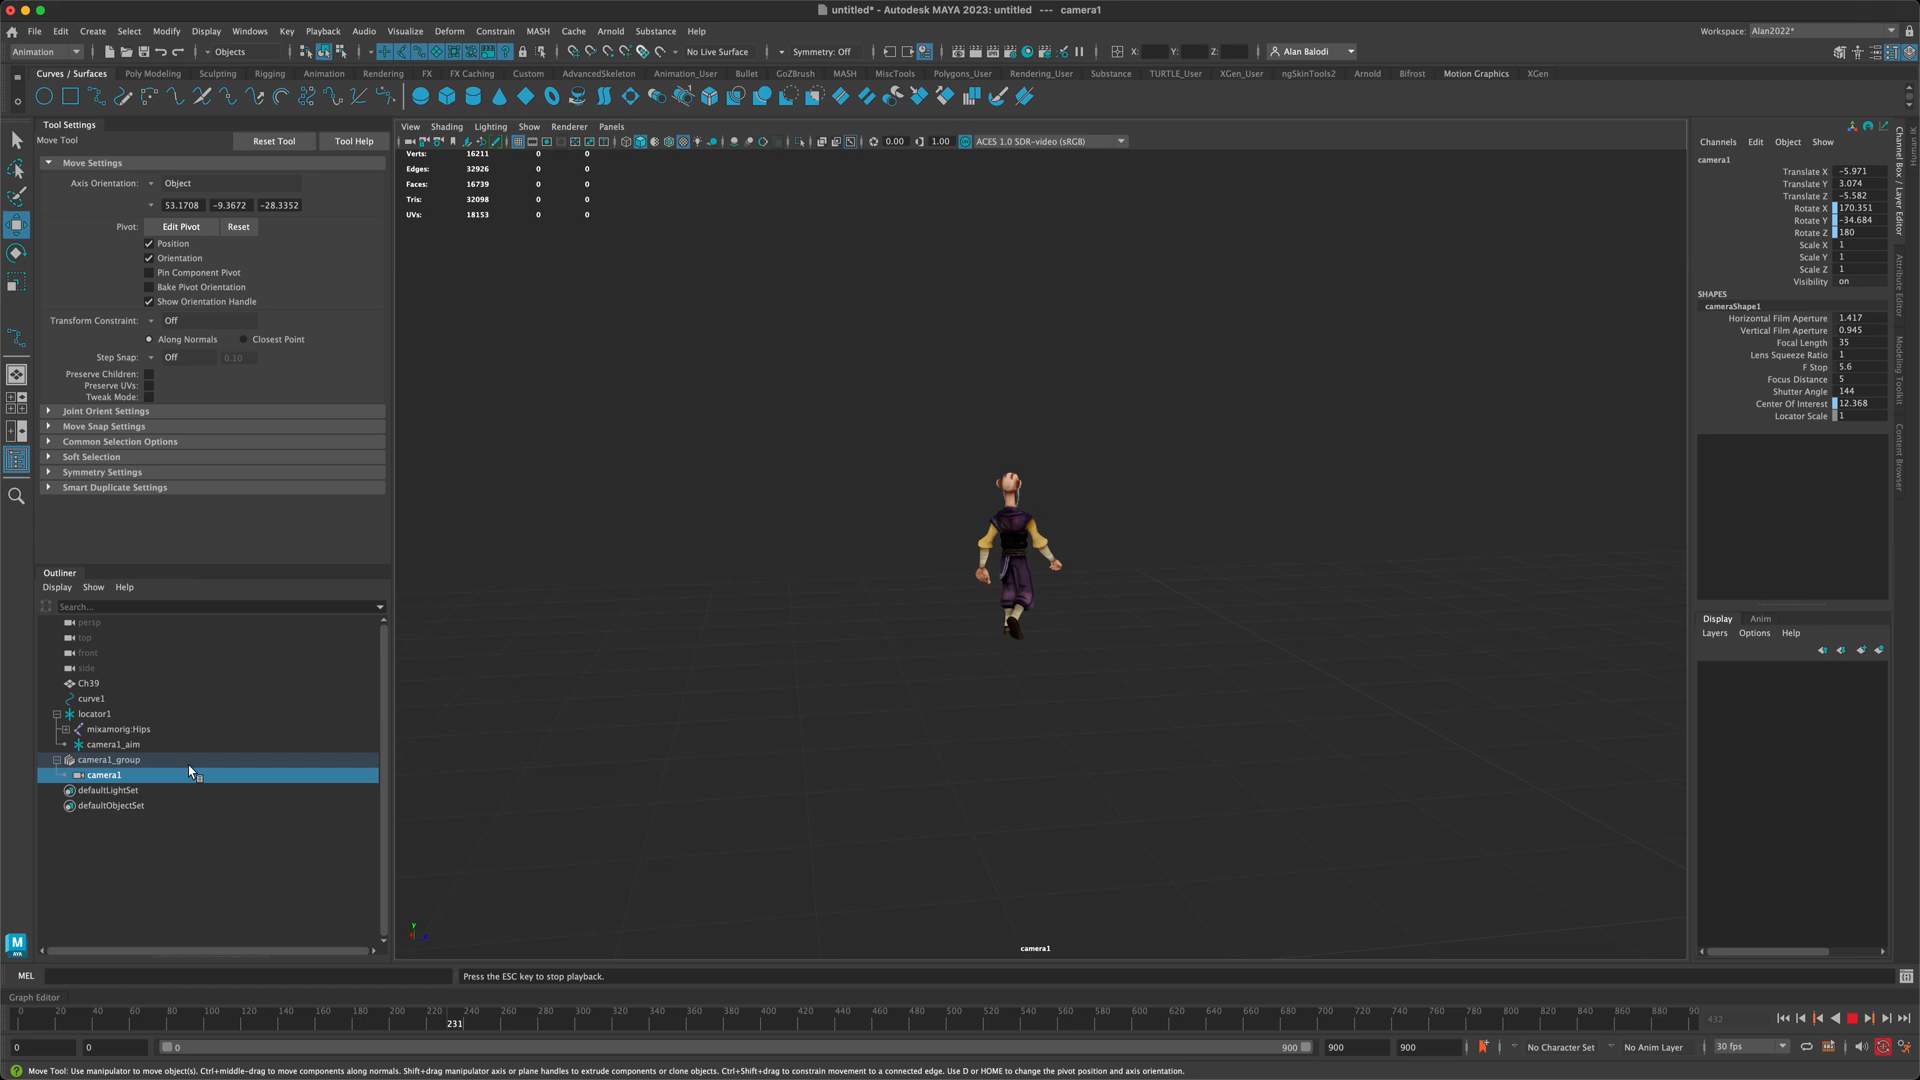 untitled* - Autodesk MAYA 2023: untitled --- camera1
File Edit Create Select Modify Display Windows Key Playback Audio Visualize Deform Constrain MASH Cache Arnold Substance Help
Workspace: Alan2022*
Animation Objects No Live Surface Symmetry: Off X: Y: Z: Alan Balodi
Curves / Surfaces Poly Modeling Sculpting Rigging Animation Rendering FX FX Caching Custom AdvancedSkeleton Animation_User Bullet GoZBrush MASH MiscTools Polygons_User Rendering_User Substance TURTLE_User XGen_User ngSkinTools2 Arnold Bifrost Motion Graphics XGen
Tool Settings
Move Tool Reset Tool Tool Help
Move Settings
Axis Orientation: Object
53.1708 -9.3672 -28.3352
Pivot: Edit Pivot Reset
Position
Orientation
Pin Component Pivot
Bake Pivot Orientation
Show Orientation Handle
Transform Constraint: Off
Along Normals Closest Point
Step Snap: Off 0.10
Preserve Children:
Preserve UVs:
Tweak Mode:
Joint Orient Settings
Move Snap Settings
Common Selection Options
Soft Selection
Symmetry Settings
Smart Duplicate Settings
Outliner
Display Show Help
Search...
persp
top
front
side
Ch39
curve1
locator1
mixamorig:Hips
camera1_aim
camera1_group
camera1
defaultLightSet
defaultObjectSet
View Shading Lighting Show Renderer Panels
0.00 1.00 ACES 1.0 SDR-video (sRGB)
Verts: 16211 0 0
Edges: 32926 0 0
Faces: 16739 0 0
Tris: 32098 0 0
UVs: 18153 0 0
y
camera1
Channels Edit Object Show
camera1
Translate X -5.971
Translate Y 3.074
Translate Z -5.582
Rotate X 170.351
Rotate Y -34.684
Rotate Z 180
Scale X 1
Scale Y 1
Scale Z 1
Visibility on
SHAPES
cameraShape1
Horizontal Film Aperture 1.417
Vertical Film Aperture 0.945
Focal Length 35
Lens Squeeze Ratio 1
F Stop 5.6
Focus Distance 5
Shutter Angle 144
Center Of Interest 12.368
Locator Scale 1
Channel Box / Layer Editor
Attribute Editor
Modeling Toolkit
Content Browser
Human IK
Display Anim
Layers Options Help
M
AYA
MEL
Press the ESC key to stop playback.
Graph Editor
0 20 40 60 80 100 120 140 160 180 200 220 240 260 280 300 320 340 360 380 400 420 440 460 480 500 520 540 560 580 600 620 640 660 680 700 720 740 760 780 800 820 840 860 880 90
231
432
0 0 0 900 900 900 No Character Set No Anim Layer 30 fps
Move Tool: Use manipulator to move object(s). Ctrl+middle-drag to move components along normals. Shift+drag manipulator axis or plane handles to extrude components or clone objects. Ctrl+Shift+drag to constrain movement to a connected edge. Use D or HOME to change the pivot position and axis orientation.